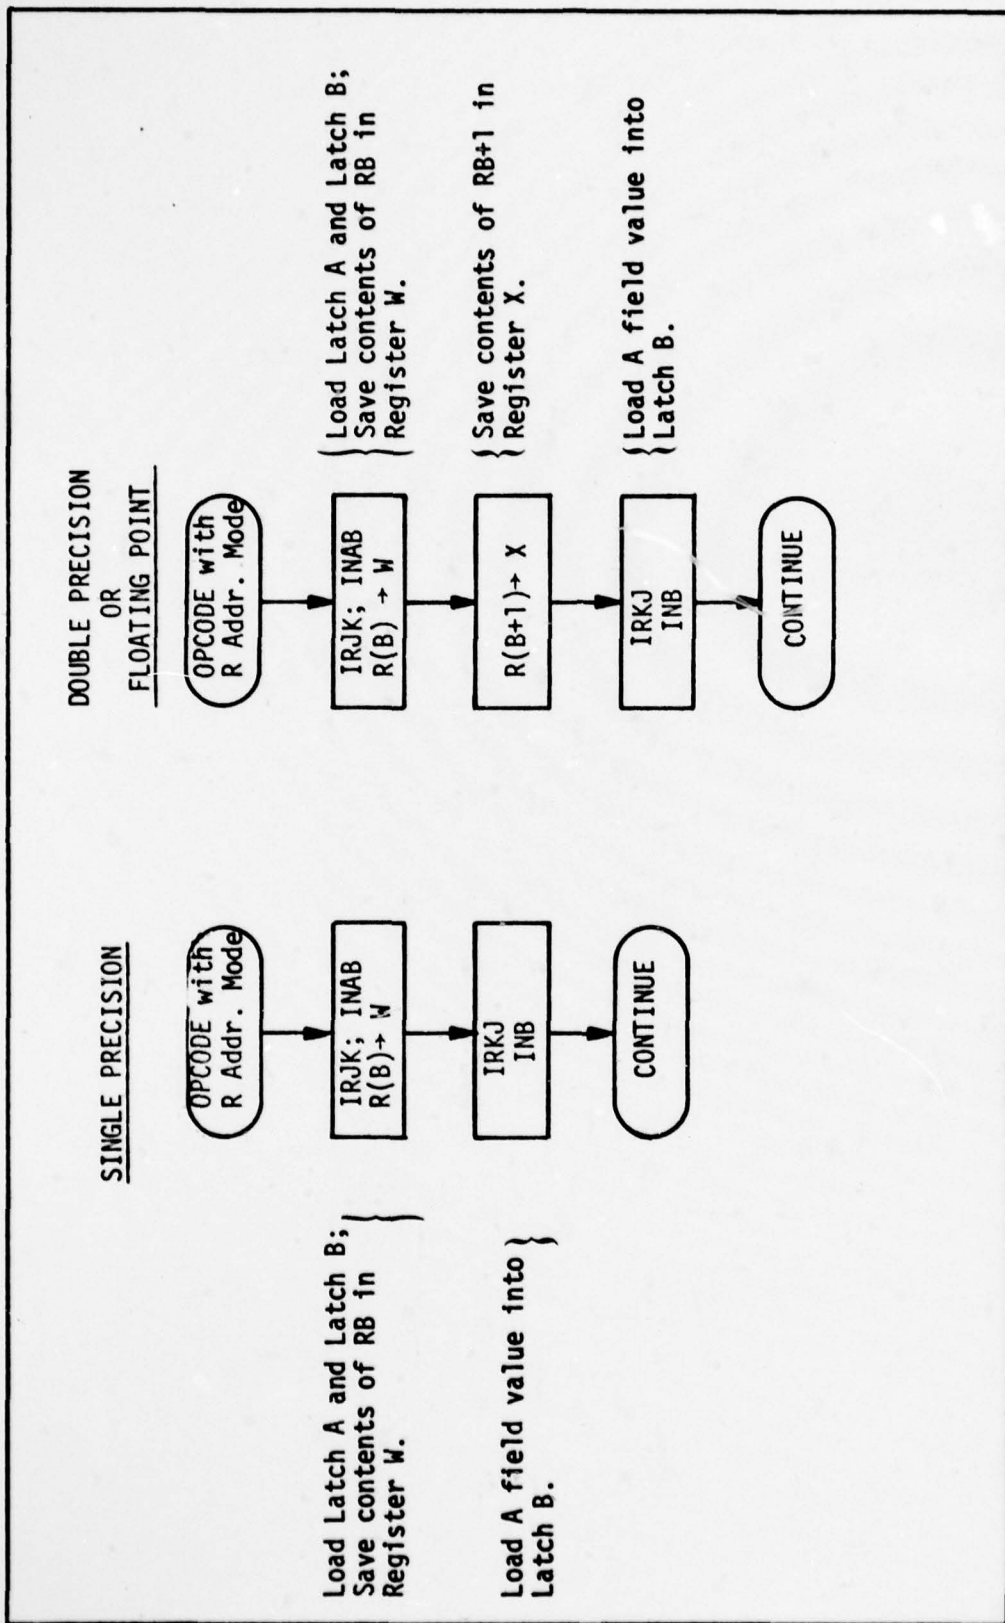 SINGLE PRECISION
OPCODE with
R Addr. Mode
Load Latch A and Latch B;
Save contents of RB in
Register W.
IRJK; INAB
R(B)→ W
Load A field value into
Latch B.
IRKJ
INB
CONTINUE
DOUBLE PRECISION
OR
FLOATING POINT
OPCODE with
R Addr. Mode
IRJK; INAB
R(B) → W
Load Latch A and Latch B;
Save contents of RB in
Register W.
R(B+1)→ X
Save contents of RB+1 in
Register X.
IRKJ
INB
Load A field value into
Latch B.
CONTINUE